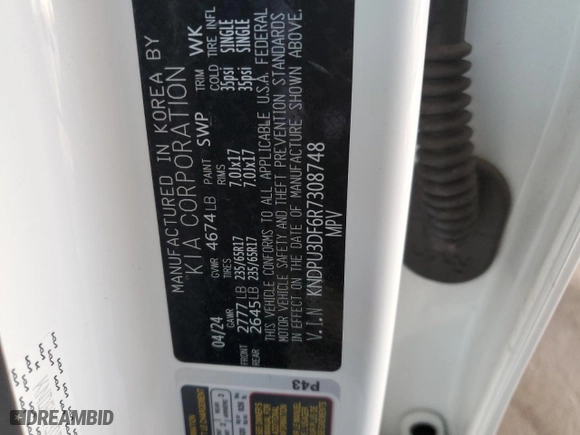 MANUFACTURED IN KOREA BY
KIA CORPORATION
04/24 GVWR 4674LB PAINT SWP TRIM WK
GAWR TIRES RIMS COLD TIRE INFL
FRONT 2777LB 235/65R17 7.0JX17 35psi SINGLE
REAR 2645LB 235/65R17 7.0JX17 35psi SINGLE
THIS VEHICLE CONFORMS TO ALL APPLICABLE U.S.A. FEDERAL
MOTOR VEHICLE SAFETY AND THEFT PREVENTION STANDARDS
IN EFFECT ON THE DATE OF MANUFACTURE SHOWN ABOVE.
V.I.N KNDPU3DF6R7308748
MPV
P43
DREAMBID